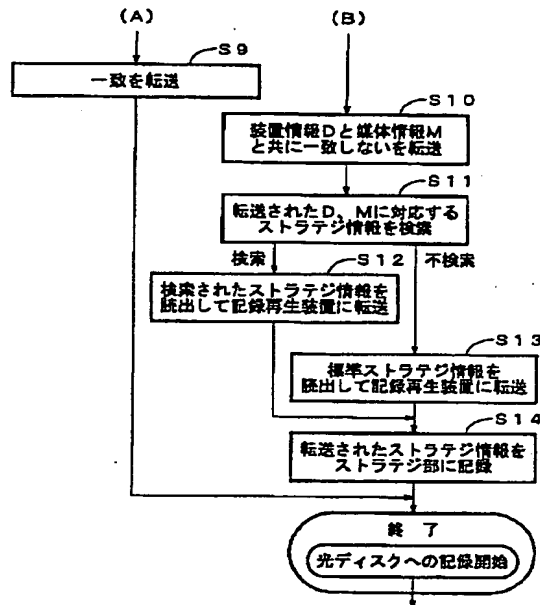 (A)
(B)
S9
一致を転送
S10
装置情報Dと媒体情報M
と共に一致しないを転送
S11
転送されたD、Mに対応する
ストラテジ情報を検索
検索
S12
不検索
検索されたストラテジ情報を
読出して記録再生装置に転送
S13
標準ストラテジ情報を
読出して記録再生装置に転送
S14
転送されたストラテジ情報を
ストラテジ部に記録
終了
光ディスクへの記録開始